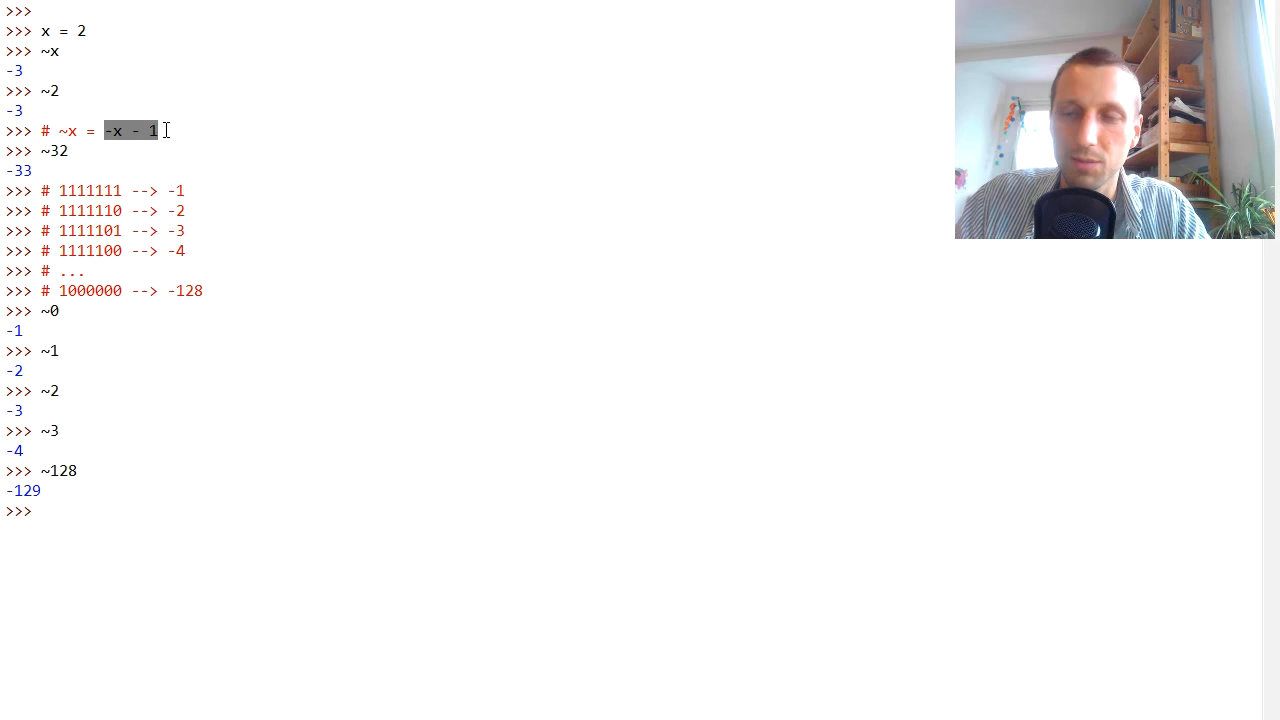 >>>
>>> x = 2
>>> ~x
-3
>>> ~2
-3
>>> # ~x = -x - 1
>>> ~32
-33
>>> # 1111111 --> -1
>>> # 1111110 --> -2
>>> # 1111101 --> -3
>>> # 1111100 --> -4
>>> # ...
>>> # 1000000 --> -128
>>> ~0
-1
>>> ~1
-2
>>> ~2
-3
>>> ~3
-4
>>> ~128
-129
>>>